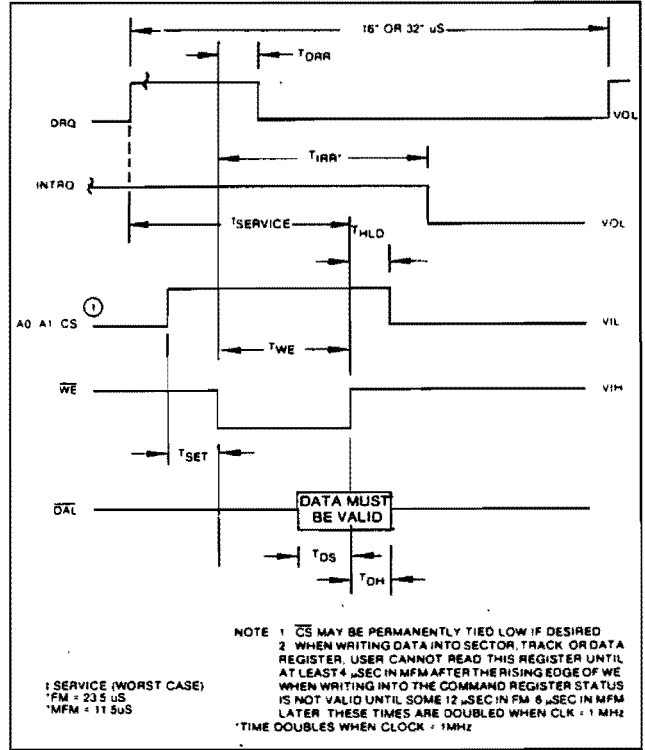 16* OR 32* uS
TDRR
DRQ
VOL
TIRR*
INTRQ
VOL
tSERVICE
THLD
1
A0 A1 CS
VIL
TWE
WE
VIH
TSET
DAL
DATA MUST
BE VALID
TDS
TDH
NOTE 1 CS MAY BE PERMANENTLY TIED LOW IF DESIRED
2 WHEN WRITING DATA INTO SECTOR, TRACK OR DATA
REGISTER, USER CANNOT READ THIS REGISTER UNTIL
AT LEAST 4 µSEC IN MFM AFTER THE RISING EDGE OF WE
WHEN WRITING INTO THE COMMAND REGISTER STATUS
IS NOT VALID UNTIL SOME 12 µSEC IN FM 6 µSEC IN MFM
LATER THESE TIMES ARE DOUBLED WHEN CLK = 1 MHz
*TIME DOUBLES WHEN CLOCK = 1MHz
‡ SERVICE (WORST CASE)
*FM = 23 5 uS
*MFM = 11 5uS